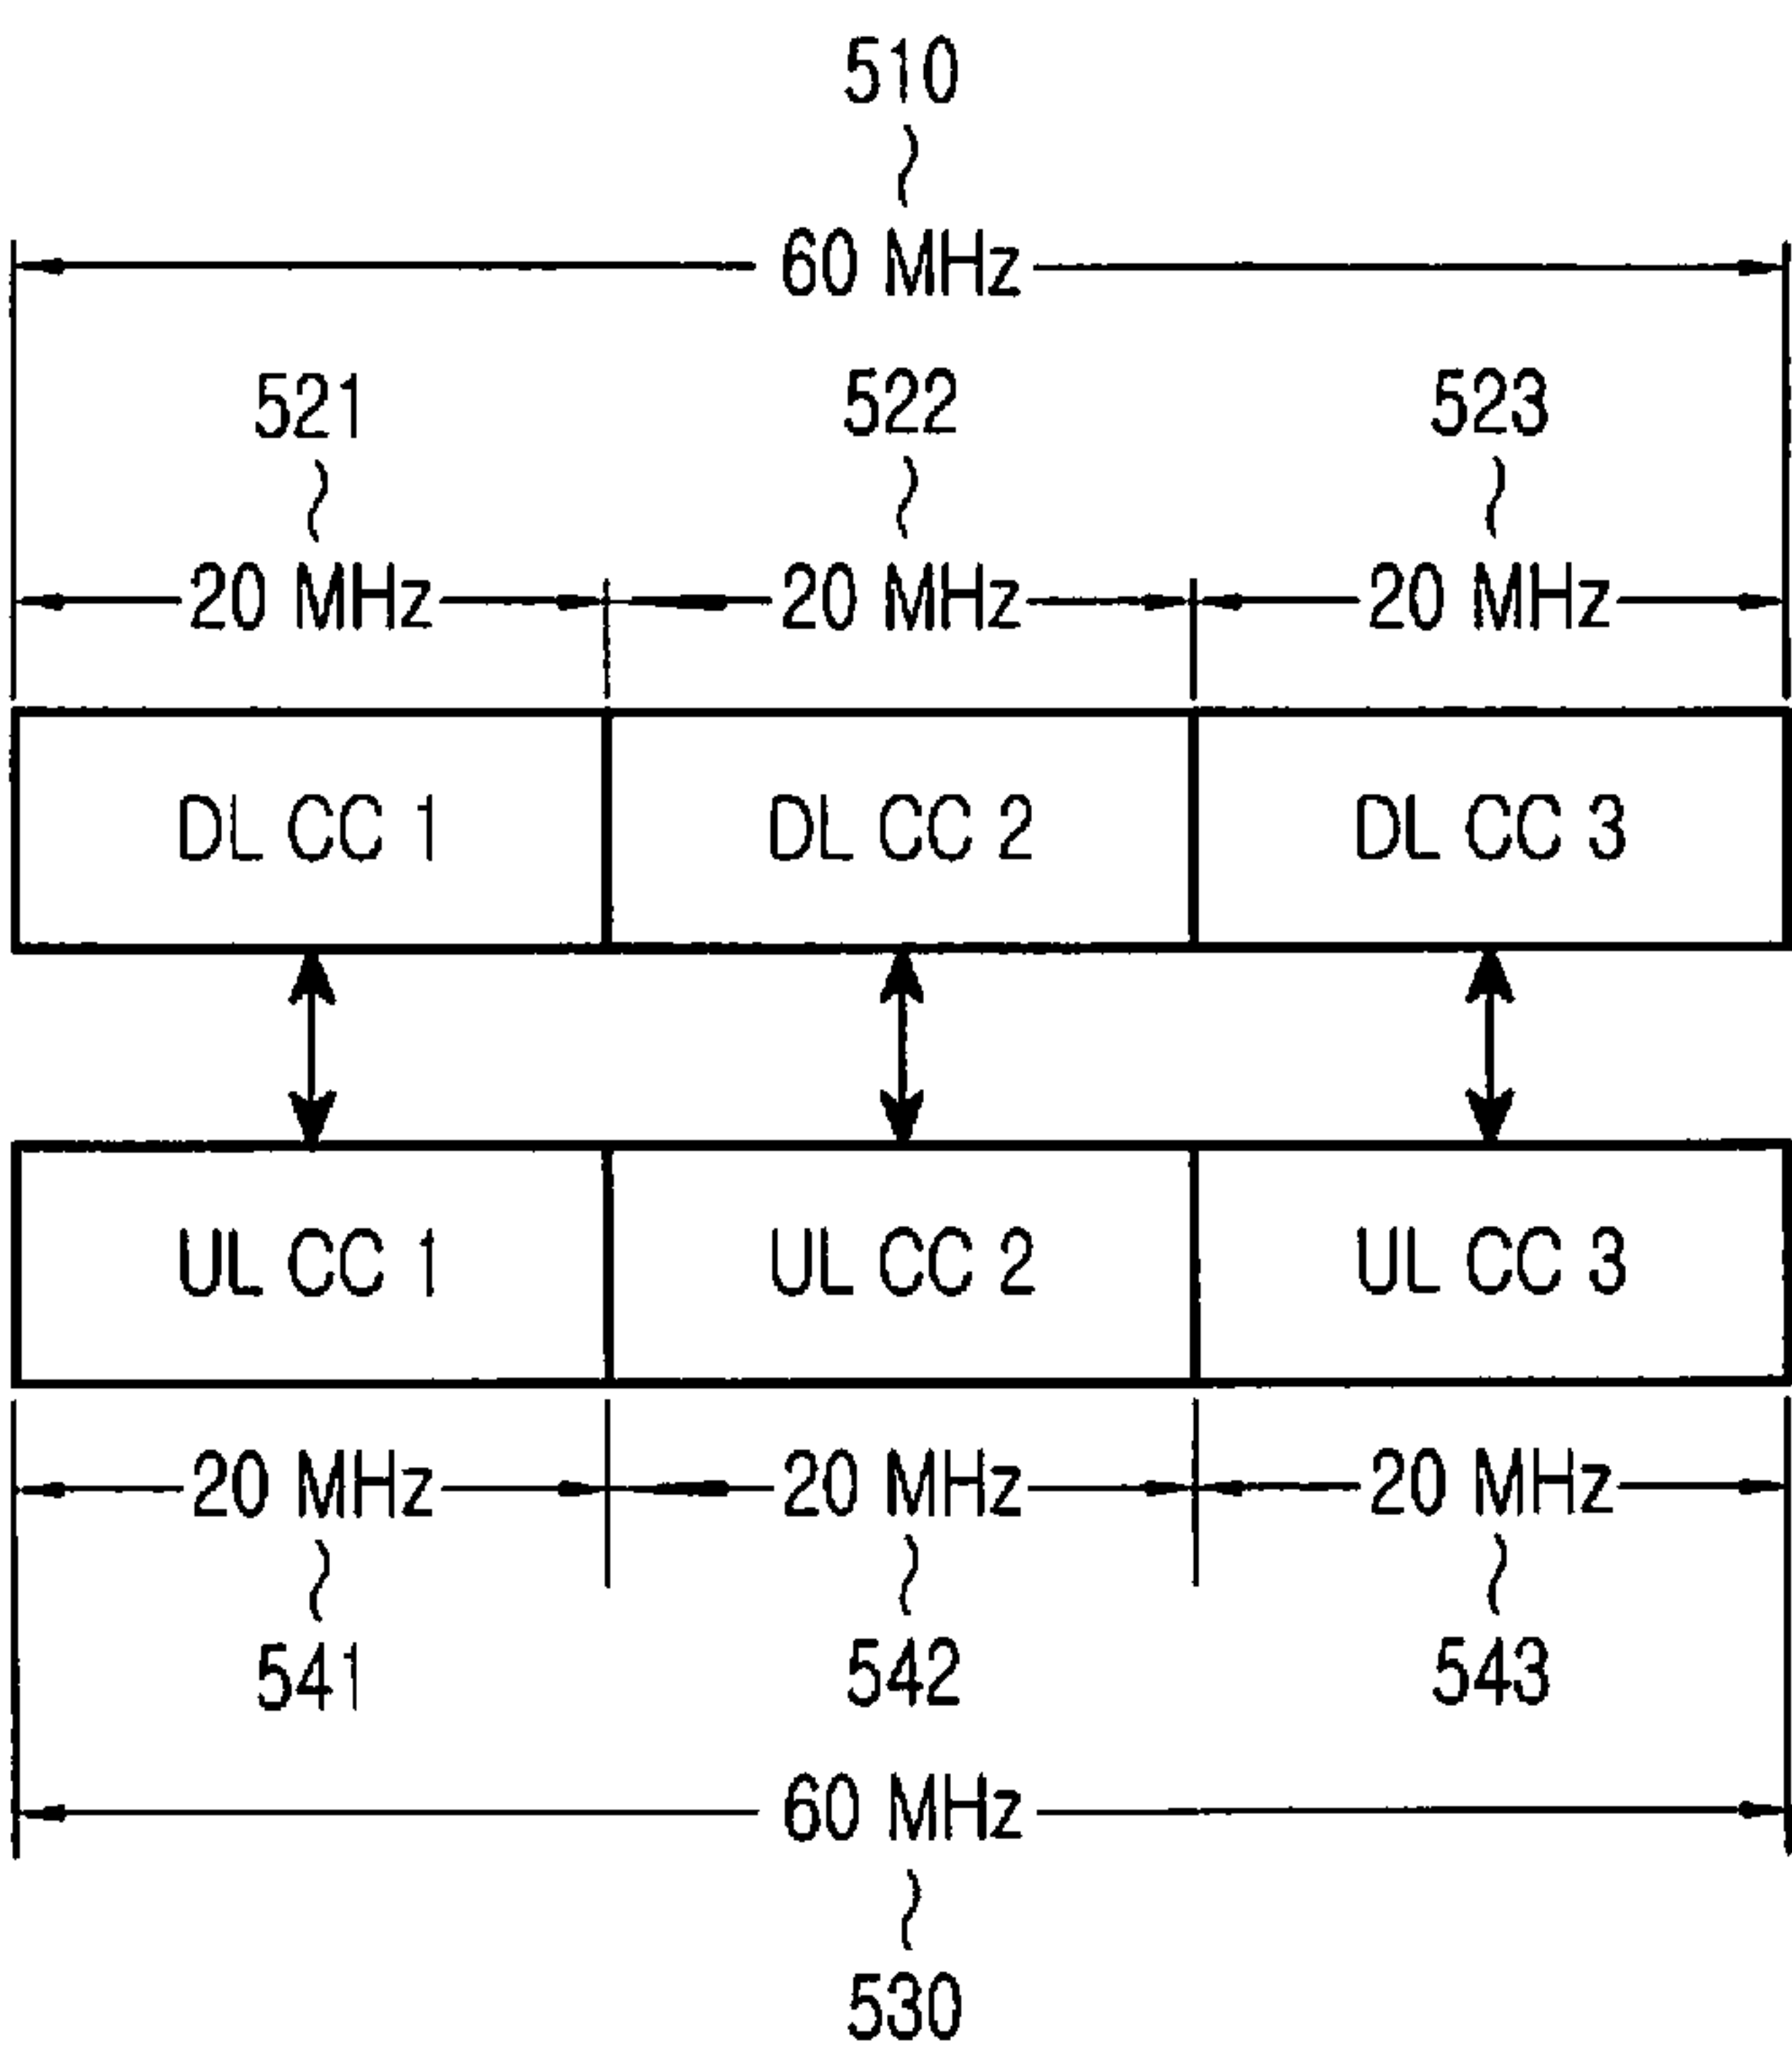 510
60 MHz
521 522 523
20 MHz 20 MHz 20 MHz
DL CC 1 DL CC 2 DL CC 3
UL CC 1 UL CC 2 UL CC 3
20 MHz 20 MHz 20 MHz
541 542 543
60 MHz
530